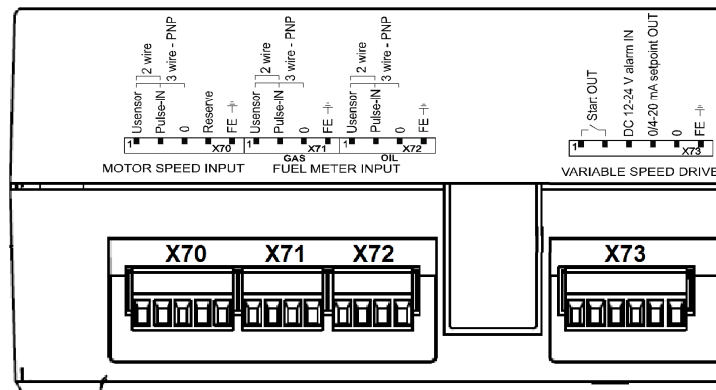 2 wire
3 wire - PNP
2 wire
3 wire - PNP
2 wire
3 wire - PNP
Usensor
Pulse-IN
0
Reserve
FE
Usensor
Pulse-IN
0
FE
Usensor
Pulse-IN
0
FE
Start OUT
DC 12-24 V alarm IN
0/4-20 mA setpoint OUT
0
FE
1 X70
1 X71
1 X72
1 X73
GAS OIL
MOTOR SPEED INPUT FUEL METER INPUT VARIABLE SPEED DRIVE
X70 X71 X72 X73